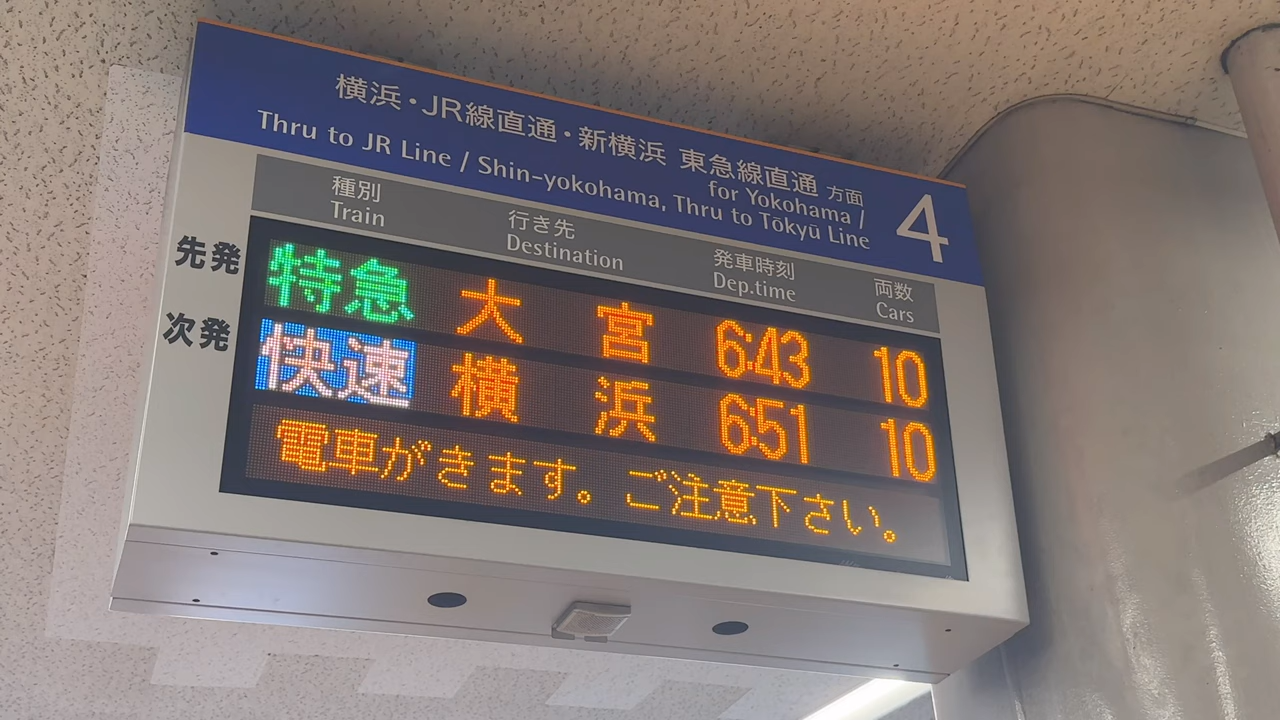 横浜・JR線直通・新横浜 東急線直通 方面
for Yokohama /
Thru to JR Line / Shin-yokohama, Thru to Tōkyū Line
4
種別 行き先 発車時刻 両数
Train Destination Dep.time Cars
先発 特急 大宮 6:43 10
次発 快速 横浜 6:51 10
電車がきます。ご注意下さい。